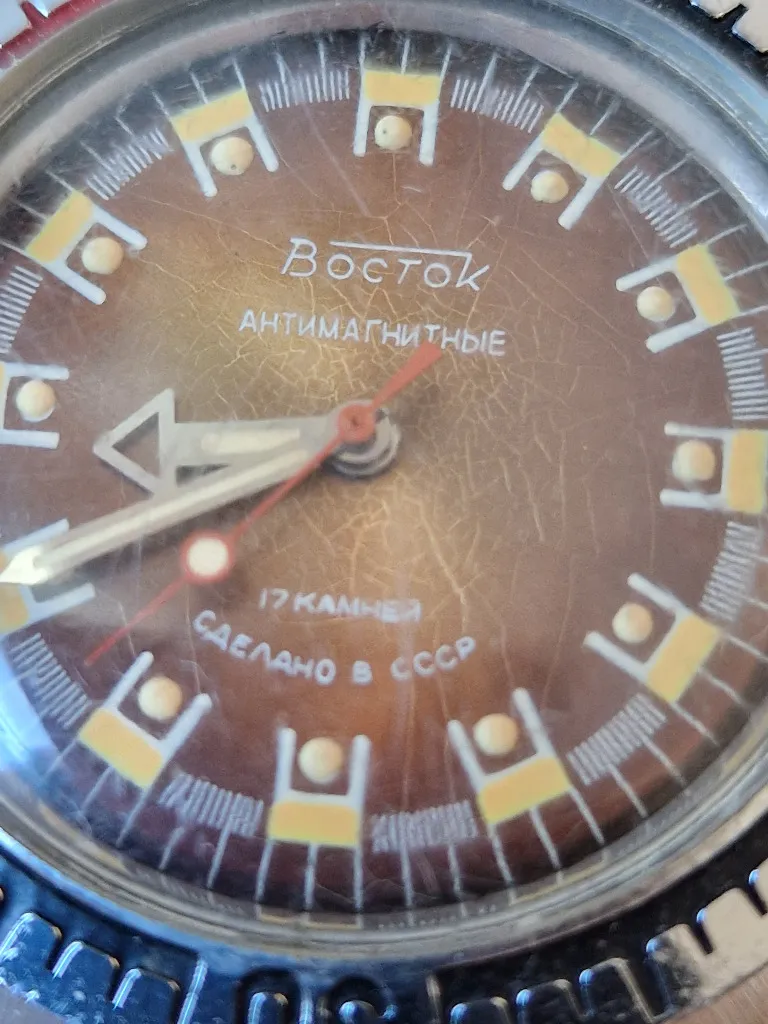 Восток
АНТИМАГНИТНЫЕ
17 КАМНЕЙ
СДЕЛАНО В СССР